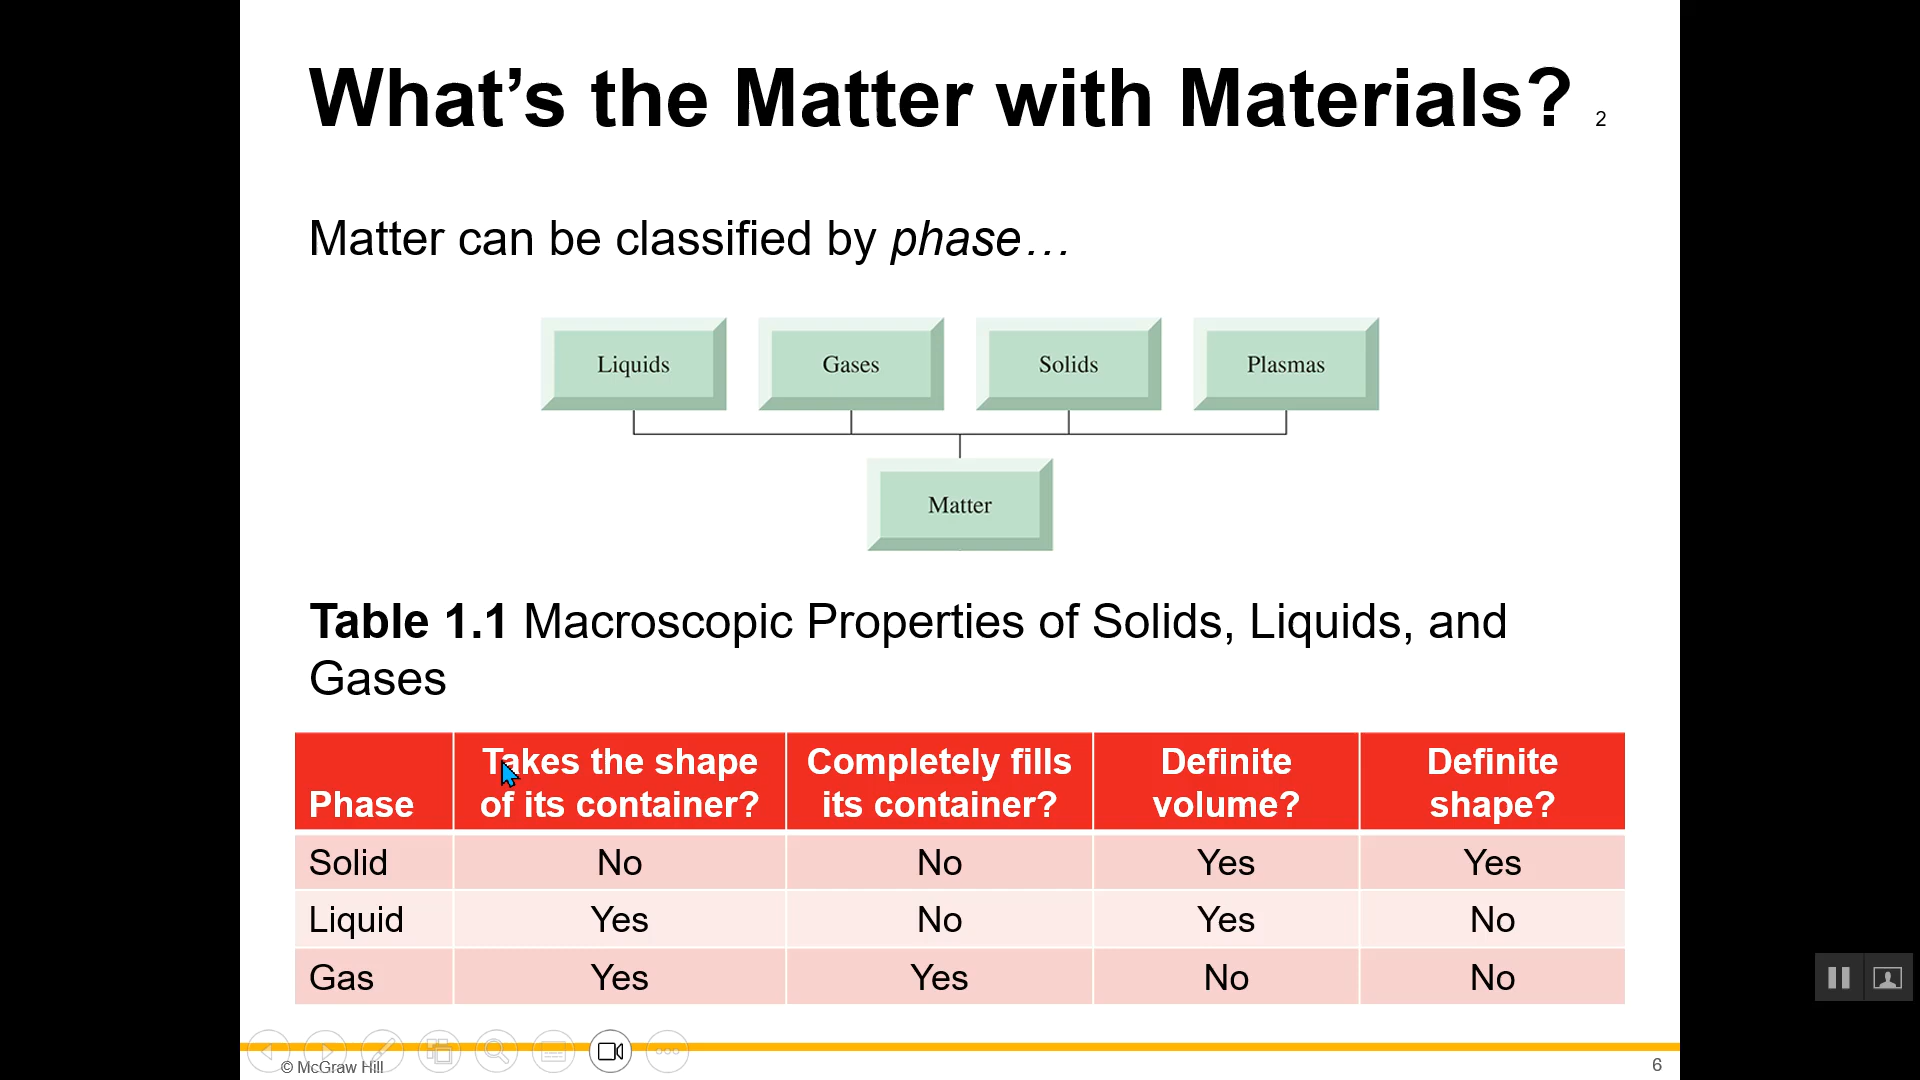 What’s the Matter with Materials? 2
Matter can be classified by phase…
Liquids Gases Solids Plasmas
Matter
Table 1.1 Macroscopic Properties of Solids, Liquids, and
Gases
Phase Takes the shape of its container? Completely fills its container? Definite volume? Definite shape?
Solid No No Yes Yes
Liquid Yes No Yes No
Gas Yes Yes No No
© McGraw Hill 6